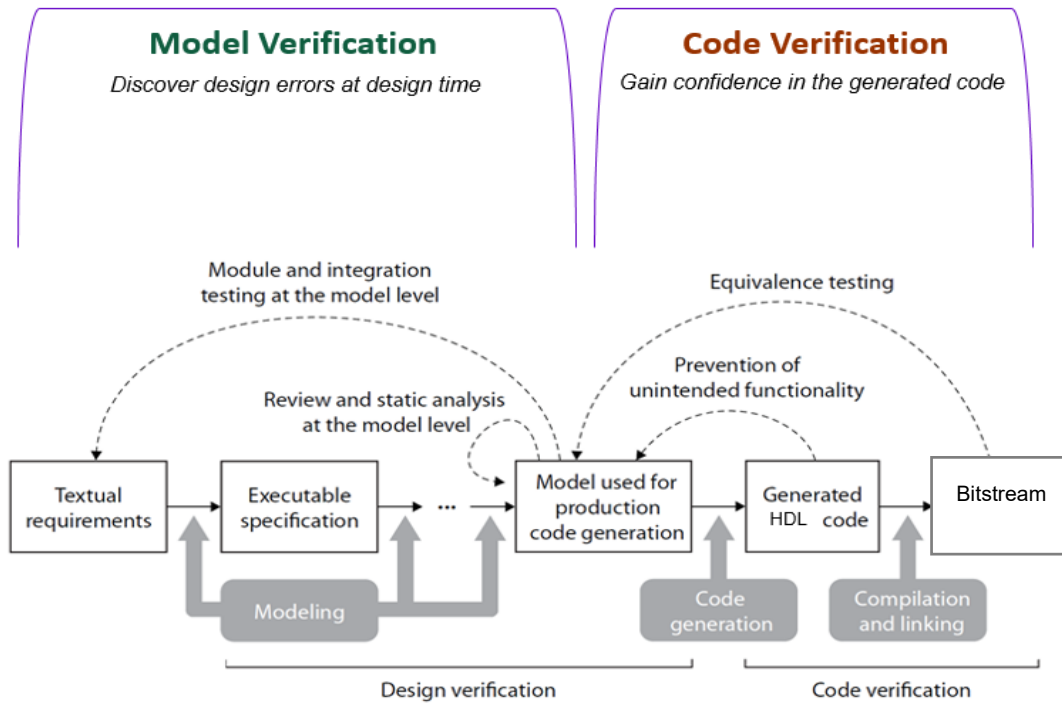 Model Verification
Discover design errors at design time
Code Verification
Gain confidence in the generated code
Module and integration
testing at the model level
Equivalence testing
Prevention of
unintended functionality
Review and static analysis
at the model level
Textual
requirements
Executable
specification
...
Model used for
production
code generation
Generated
HDL code
Bitstream
Modeling
Code
generation
Compilation
and linking
Design verification
Code verification